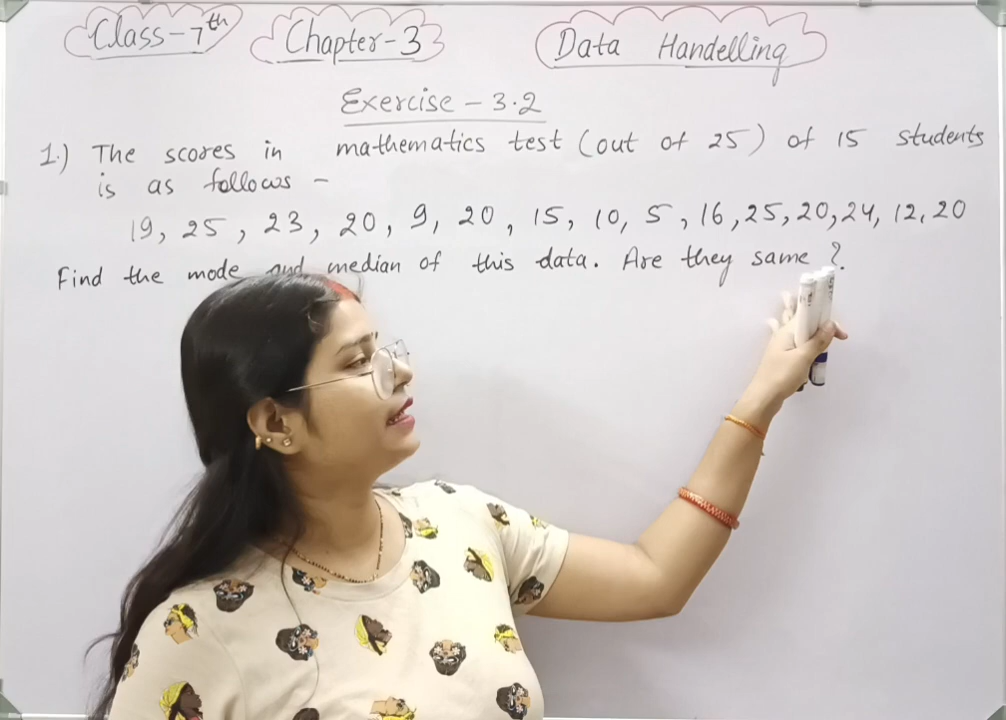 Class-7th Chapter-3 Data Handelling
Exercise - 3.2
1.) The scores in mathematics test (out of 25) of 15 students
is as follows -
19, 25, 23, 20, 9, 20, 15, 10, 5, 16, 25, 20, 24, 12, 20
Find the mode and median of this data. Are they same ?